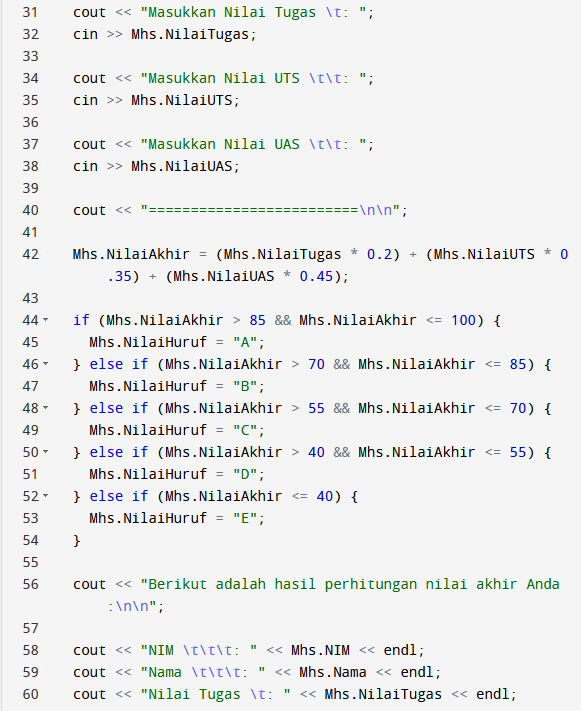 31 cout << "Masukkan Nilai Tugas \t: ";
32 cin >> Mhs.NilaiTugas;
33
34 cout << "Masukkan Nilai UTS \t\t: ";
35 cin >> Mhs.NilaiUTS;
36
37 cout << "Masukkan Nilai UAS \t\t: ";
38 cin >> Mhs.NilaiUAS;
39
40 cout << "=========================\n\n";
41
42 Mhs.NilaiAkhir = (Mhs.NilaiTugas * 0.2) + (Mhs.NilaiUTS * 0
.35) + (Mhs.NilaiUAS * 0.45);
43
44 if (Mhs.NilaiAkhir > 85 && Mhs.NilaiAkhir <= 100) {
45 Mhs.NilaiHuruf = "A";
46 } else if (Mhs.NilaiAkhir > 70 && Mhs.NilaiAkhir <= 85) {
47 Mhs.NilaiHuruf = "B";
48 } else if (Mhs.NilaiAkhir > 55 && Mhs.NilaiAkhir <= 70) {
49 Mhs.NilaiHuruf = "C";
50 } else if (Mhs.NilaiAkhir > 40 && Mhs.NilaiAkhir <= 55) {
51 Mhs.NilaiHuruf = "D";
52 } else if (Mhs.NilaiAkhir <= 40) {
53 Mhs.NilaiHuruf = "E";
54 }
55
56 cout << "Berikut adalah hasil perhitungan nilai akhir Anda
:\n\n";
57
58 cout << "NIM \t\t\t: " << Mhs.NIM << endl;
59 cout << "Nama \t\t\t: " << Mhs.Nama << endl;
60 cout << "Nilai Tugas \t: " << Mhs.NilaiTugas << endl;